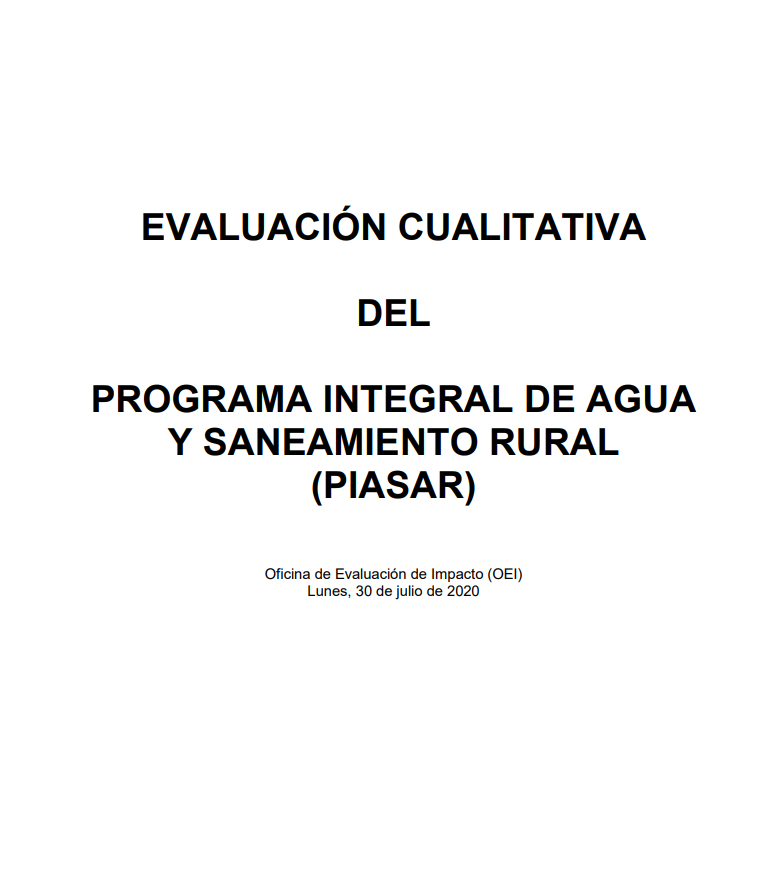 EVALUACIÓN CUALITATIVA
DEL
PROGRAMA INTEGRAL DE AGUA
Y SANEAMIENTO RURAL
(PIASAR)
Oficina de Evaluación de Impacto (OEI)
Lunes, 30 de julio de 2020